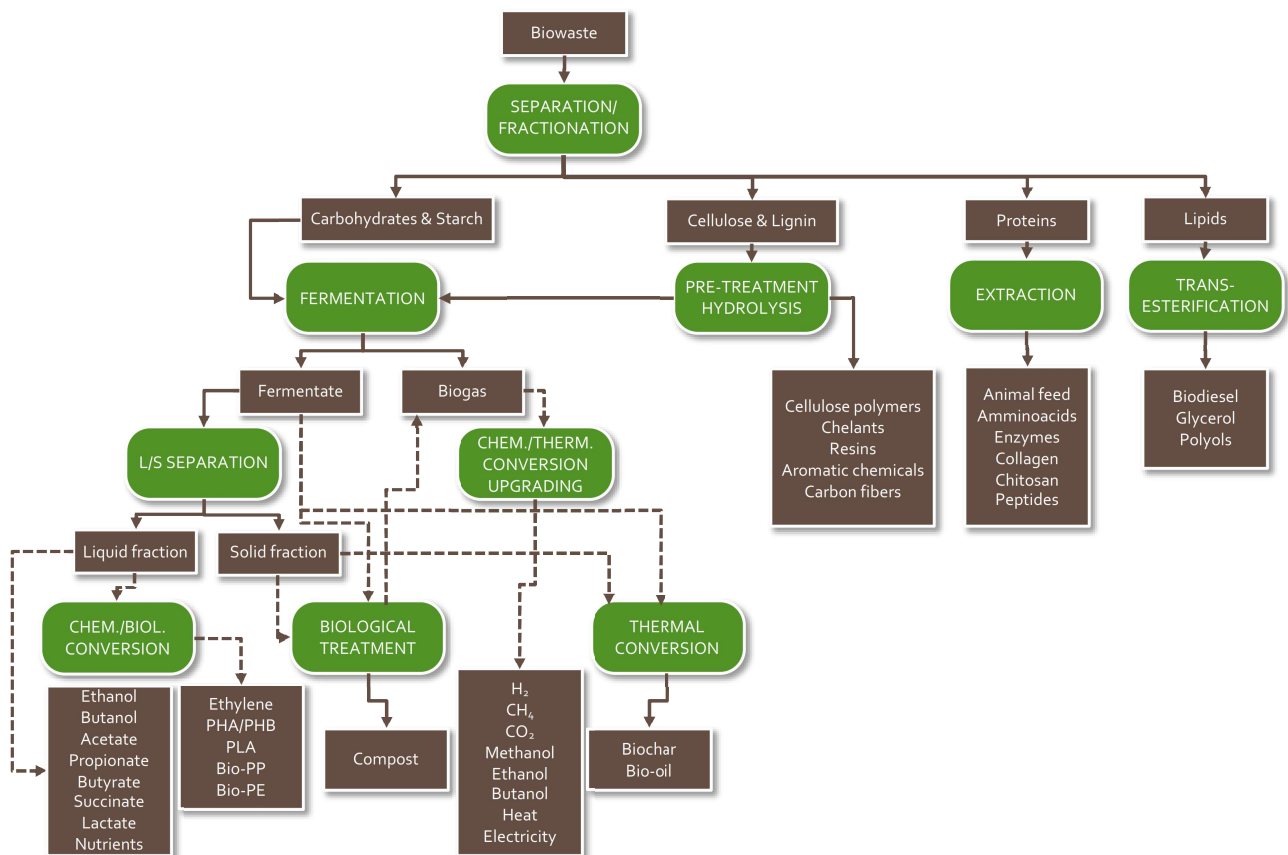 Biowaste
SEPARATION/
FRACTIONATION
Carbohydrates & Starch
Cellulose & Lignin
Proteins
Lipids
FERMENTATION
PRE-TREATMENT
HYDROLYSIS
EXTRACTION
TRANS-
ESTERIFICATION
Fermentate
Biogas
Cellulose polymers
Chelants
Resins
Aromatic chemicals
Carbon fibers
Animal feed
Amminoacids
Enzymes
Collagen
Chitosan
Peptides
Biodiesel
Glycerol
Polyols
L/S SEPARATION
CHEM./THERM.
CONVERSION
UPGRADING
Liquid fraction
Solid fraction
CHEM./BIOL.
CONVERSION
BIOLOGICAL
TREATMENT
THERMAL
CONVERSION
Ethanol
Butanol
Acetate
Propionate
Butyrate
Succinate
Lactate
Nutrients
Ethylene
PHA/PHB
PLA
Bio-PP
Bio-PE
Compost
H₂
CH₄
CO₂
Methanol
Ethanol
Butanol
Heat
Electricity
Biochar
Bio-oil